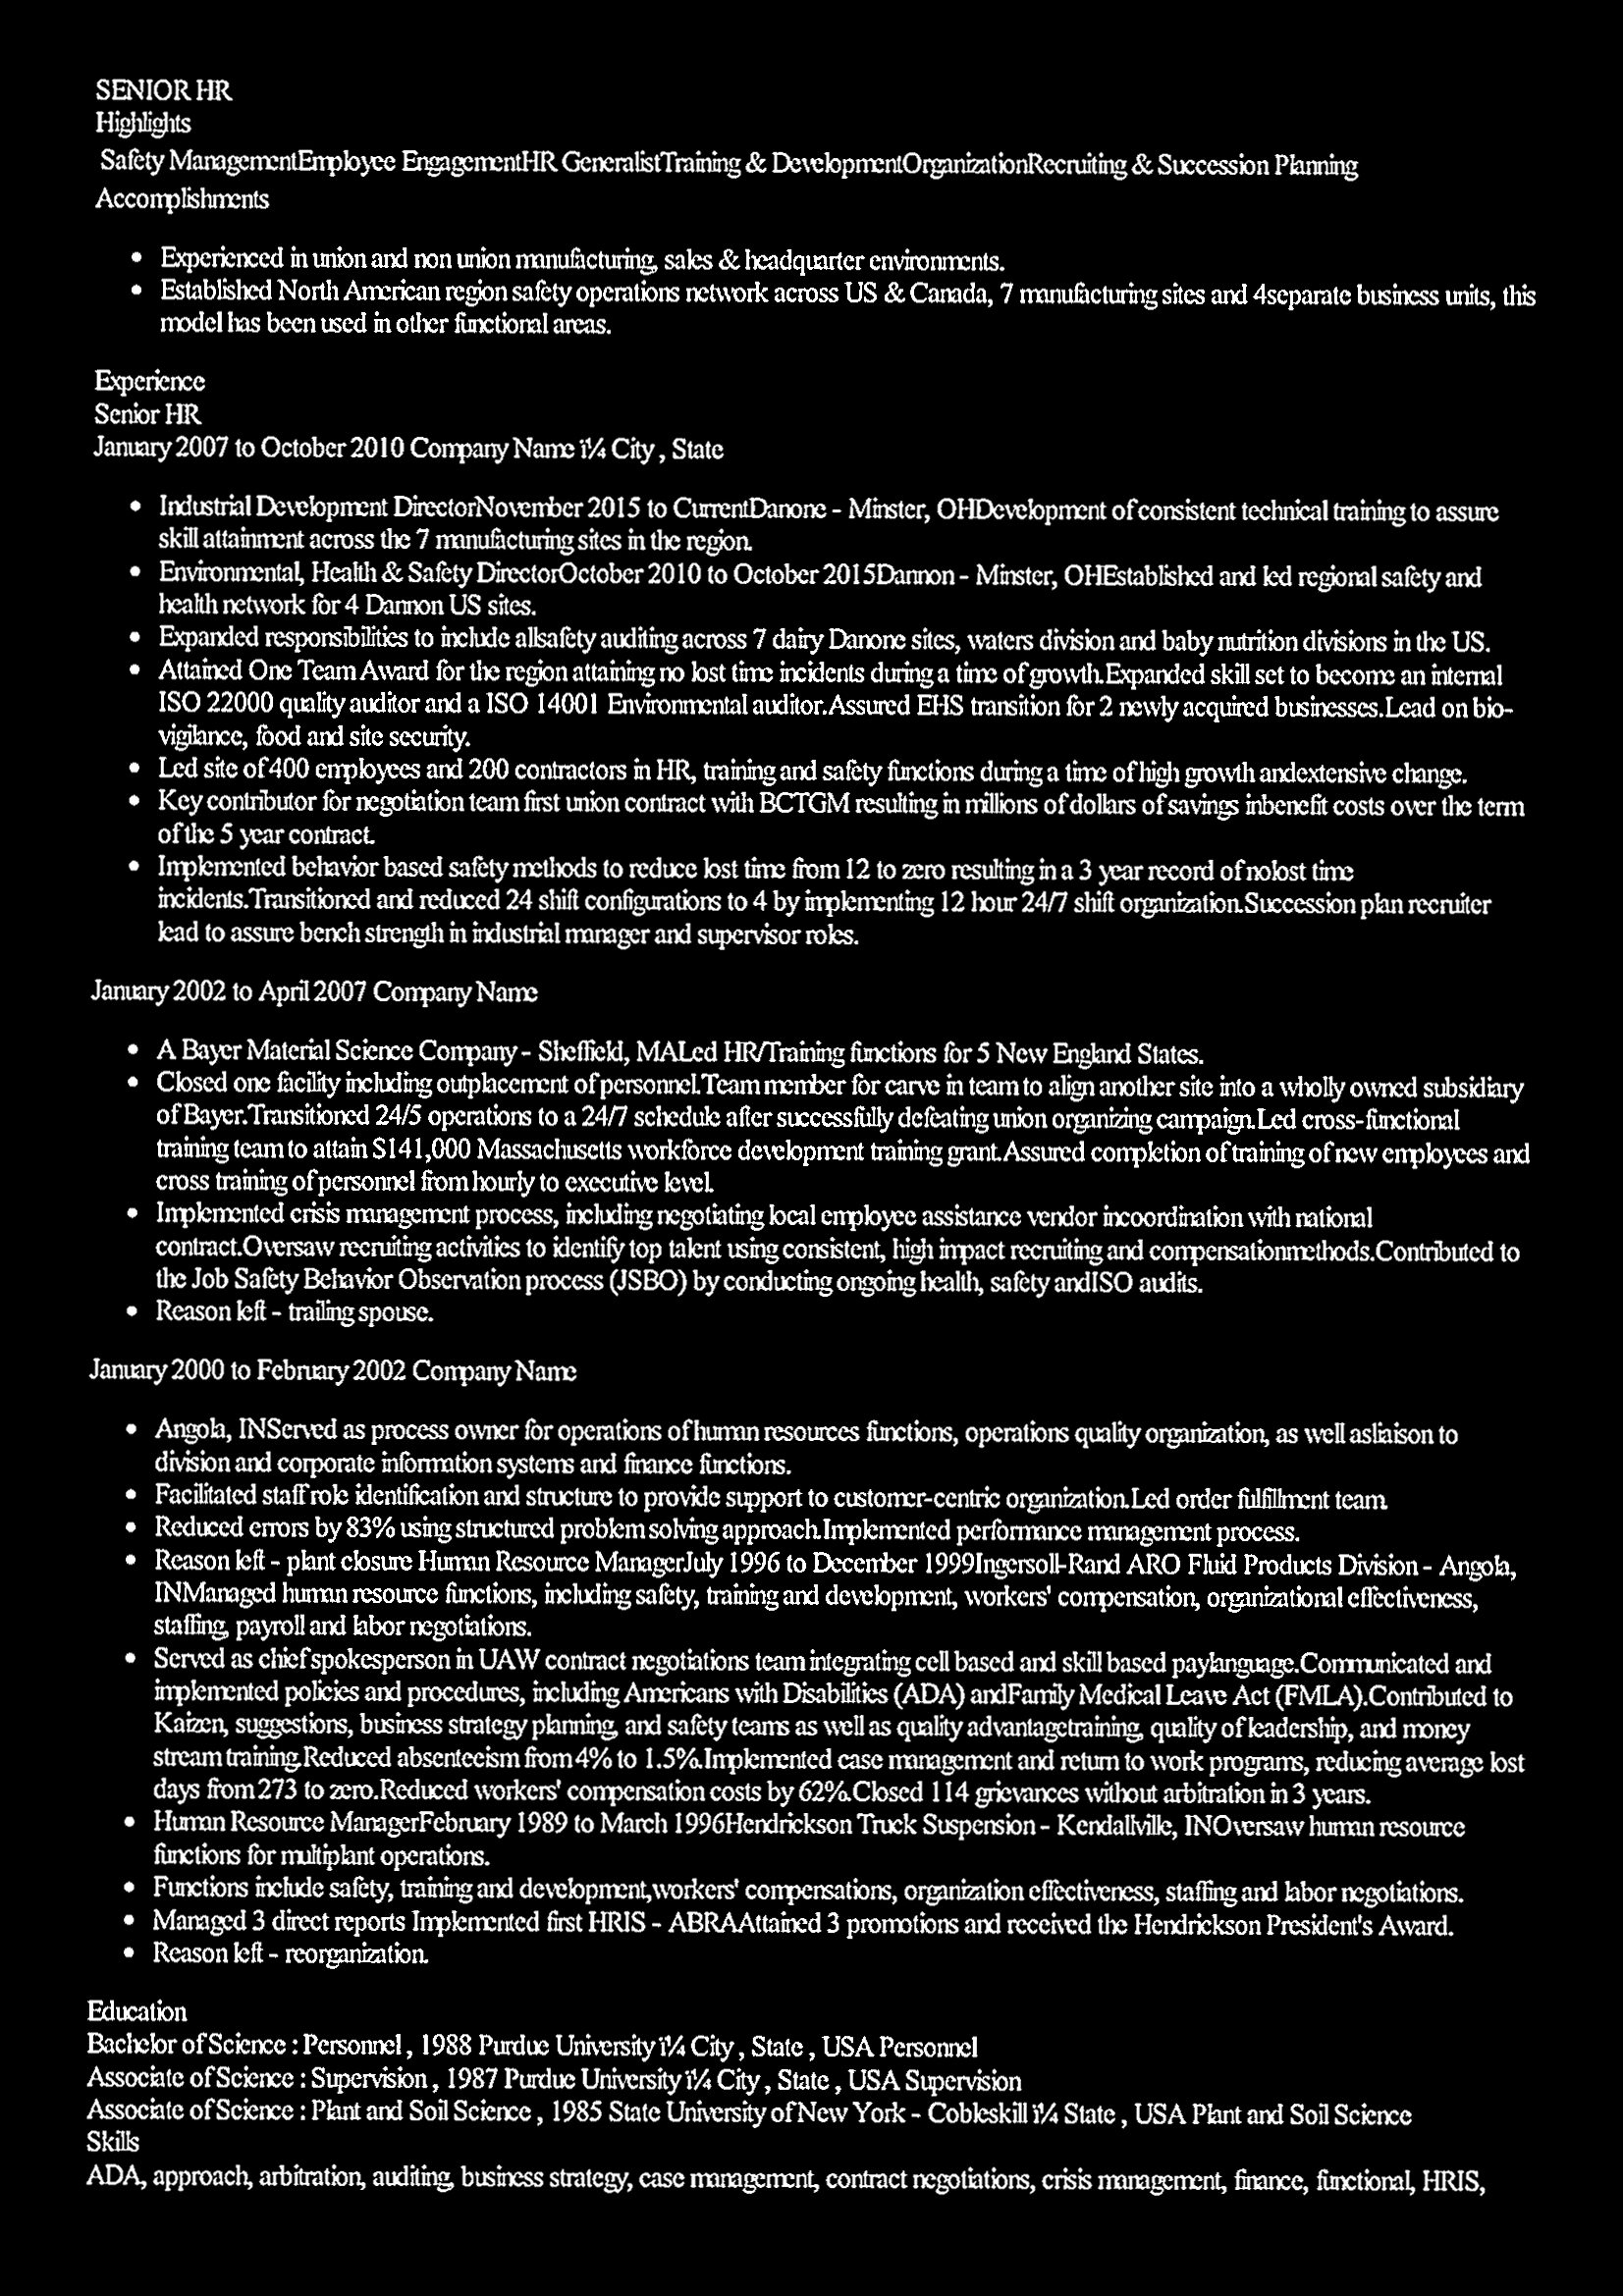 SENIOR HR
Highlights
Safety ManagementEmployee EngagementHR GeneralistTraining & DevelopmentOrganizationRecruiting & Succession Planning
Accomplishments
• Experienced in union and non union manufacturing, sales & headquarter environments.
• Established North American region safety operations network across US & Canada, 7 manufacturing sites and 4separate business units, this
model has been used in other functional areas.
Experience
Senior HR
January 2007 to October 2010 Company Name ï¼ City , State
• Industrial Development DirectorNovember 2015 to CurrentDanone - Minster, OHDevelopment of consistent technical training to assure
skill attainment across the 7 manufacturing sites in the region.
• Environmental, Health & Safety DirectorOctober 2010 to October 2015Dannon - Minster, OHEstablished and led regional safety and
health network for 4 Dannon US sites.
• Expanded responsibilities to include allsafety auditing across 7 dairy Danone sites, waters division and baby nutrition divisions in the US.
• Attained One Team Award for the region attaining no lost time incidents during a time of growth.Expanded skill set to become an internal
ISO 22000 quality auditor and a ISO 14001 Environmental auditor.Assured EHS transition for 2 newly acquired businesses.Lead on bio-
vigilance, food and site security.
• Led site of 400 employees and 200 contractors in HR, training and safety functions during a time of high growth andextensive change.
• Key contributor for negotiation team first union contract with BCTGM resulting in millions of dollars of savings inbenefit costs over the term
of the 5 year contract.
• Implemented behavior based safety methods to reduce lost time from 12 to zero resulting in a 3 year record of nolost time
incidents.Transitioned and reduced 24 shift configurations to 4 by implementing 12 hour 24/7 shift organization.Succession plan recruiter
lead to assure bench strength in industrial manager and supervisor roles.
January 2002 to April 2007 Company Name
• A Bayer Material Science Company - Sheffield, MALed HR/Training functions for 5 New England States.
• Closed one facility including outplacement of personnel.Team member for carve in team to align another site into a wholly owned subsidiary
of Bayer.Transitioned 24/5 operations to a 24/7 schedule after successfully defeating union organizing campaign.Led cross-functional
training team to attain $141,000 Massachusetts workforce development training grant.Assured completion of training of new employees and
cross training of personnel from hourly to executive level.
• Implemented crisis management process, including negotiating local employee assistance vendor incoordination with national
contract.Oversaw recruiting activities to identify top talent using consistent, high impact recruiting and compensationmethods.Contributed to
the Job Safety Behavior Observation process (JSBO) by conducting ongoing health, safety andISO audits.
• Reason left - trailing spouse.
January 2000 to February 2002 Company Name
• Angola, INServed as process owner for operations of human resources functions, operations quality organization, as well asliaison to
division and corporate information systems and finance functions.
• Facilitated staff role identification and structure to provide support to customer-centric organization.Led order fulfillment team.
• Reduced errors by 83% using structured problem solving approach.Implemented performance management process.
• Reason left - plant closure Human Resource ManagerJuly 1996 to December 1999Ingersoll-Rand ARO Fluid Products Division - Angola,
INManaged human resource functions, including safety, training and development, workers' compensation, organizational effectiveness,
staffing, payroll and labor negotiations.
• Served as chief spokesperson in UAW contract negotiations team integrating cell based and skill based paylanguage.Communicated and
implemented policies and procedures, including Americans with Disabilities (ADA) andFamily Medical Leave Act (FMLA).Contributed to
Kaizen, suggestions, business strategy planning, and safety teams as well as quality advantagetraining, quality of leadership, and money
stream training.Reduced absenteeism from 4% to 1.5%.Implemented case management and return to work programs, reducing average lost
days from 273 to zero.Reduced workers' compensation costs by 62%.Closed 114 grievances without arbitration in 3 years.
• Human Resource ManagerFebruary 1989 to March 1996Hendrickson Truck Suspension - Kendallville, INOversaw human resource
functions for multiplant operations.
• Functions include safety, training and development,workers' compensations, organization effectiveness, staffing and labor negotiations.
• Managed 3 direct reports Implemented first HRIS - ABRAAttained 3 promotions and received the Hendrickson President's Award.
• Reason left - reorganization.
Education
Bachelor of Science : Personnel , 1988 Purdue University ï¼ City , State , USA Personnel
Associate of Science : Supervision , 1987 Purdue University ï¼ City , State , USA Supervision
Associate of Science : Plant and Soil Science , 1985 State University of New York - Cobleskill ï¼ State , USA Plant and Soil Science
Skills
ADA, approach, arbitration, auditing, business strategy, case management, contract negotiations, crisis management, finance, functional, HRIS,